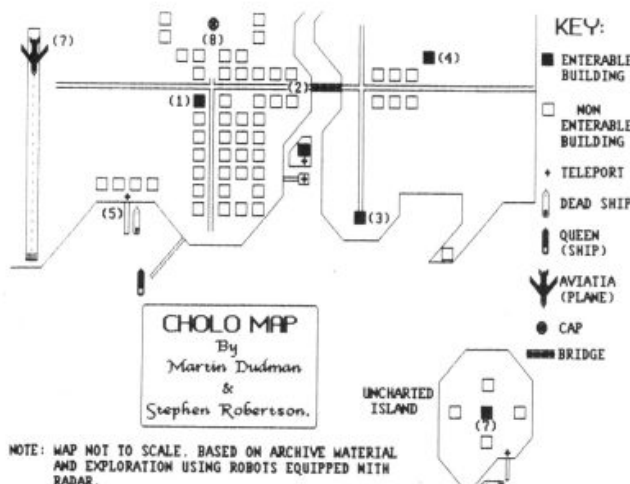 (7)
(8)
(4)
(1)
(2)
(5)
(3)
KEY:
ENTERABLE
BUILDING
NON
ENTERABLE
BUILDING
TELEPORT
DEAD SHIP
QUEEN
(SHIP)
AVIATIA
(PLANE)
CAP
BRIDGE
CHOLO MAP
By
Martin Dudman
&
Stephen Robertson.
UNCHARTED
ISLAND
(7)
NOTE: MAP NOT TO SCALE. BASED ON ARCHIVE MATERIAL
AND EXPLORATION USING ROBOTS EQUIPPED WITH
RADAR.